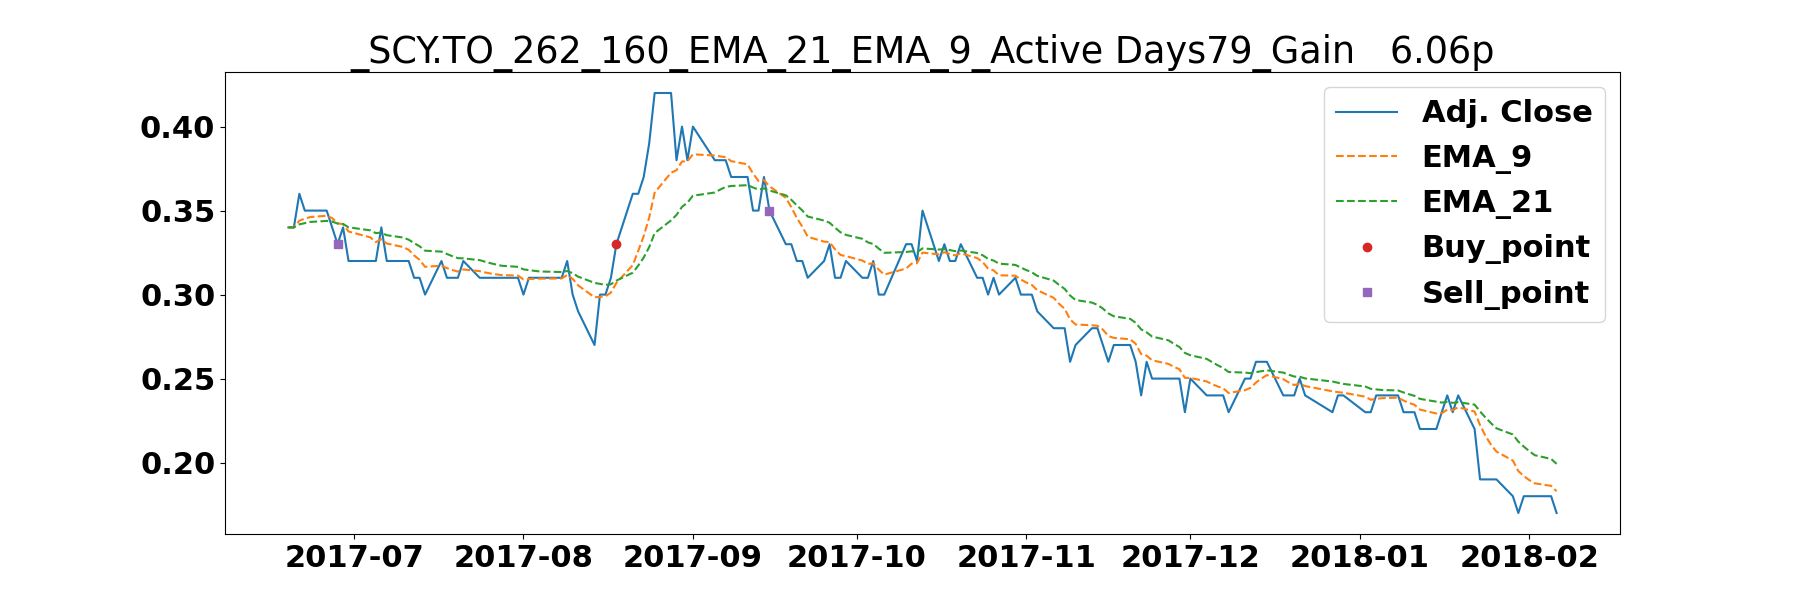 _SCY.TO_262_160_EMA_21_EMA_9_Active Days79_Gain   6.06p
Adj. Close
EMA_9
EMA_21
Buy_point
Sell_point
0.40
0.35
0.30
0.25
0.20
2017-07 2017-08 2017-09 2017-10 2017-11 2017-12 2018-01 2018-02